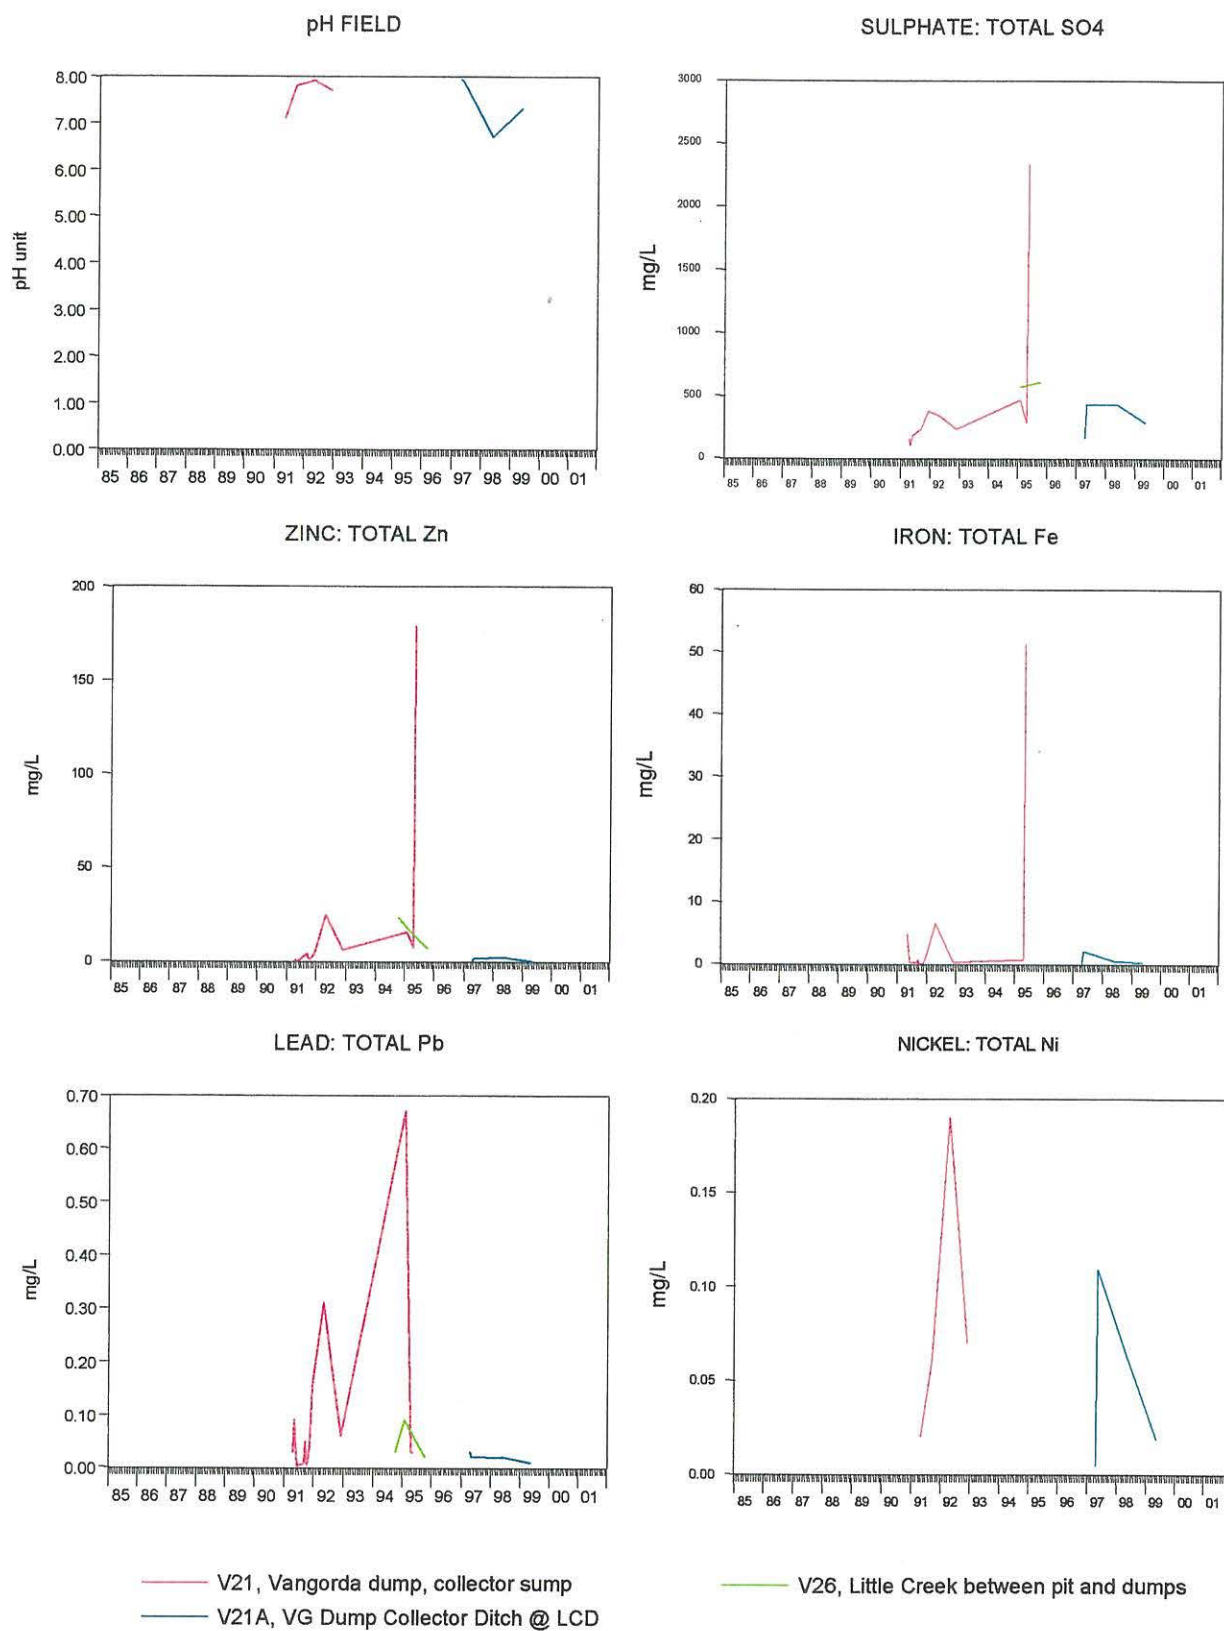 pH FIELD
8.00
7.00
6.00
5.00
4.00
3.00
2.00
1.00
0.00
pH unit
85 86 87 88 89 90 91 92 93 94 95 96 97 98 99 00 01
SULPHATE: TOTAL SO4
3000
2500
2000
1500
1000
500
0
mg/L
85 86 87 88 89 90 91 92 93 94 95 96 97 98 99 00 01
ZINC: TOTAL Zn
200
150
100
50
0
mg/L
85 86 87 88 89 90 91 92 93 94 95 96 97 98 99 00 01
IRON: TOTAL Fe
60
50
40
30
20
10
0
mg/L
85 86 87 88 89 90 91 92 93 94 95 96 97 98 99 00 01
LEAD: TOTAL Pb
0.70
0.60
0.50
0.40
0.30
0.20
0.10
0.00
mg/L
85 86 87 88 89 90 91 92 93 94 95 96 97 98 99 00 01
NICKEL: TOTAL Ni
0.20
0.15
0.10
0.05
0.00
mg/L
85 86 87 88 89 90 91 92 93 94 95 96 97 98 99 00 01
V21, Vangorda dump, collector sump
V21A, VG Dump Collector Ditch @ LCD
V26, Little Creek between pit and dumps